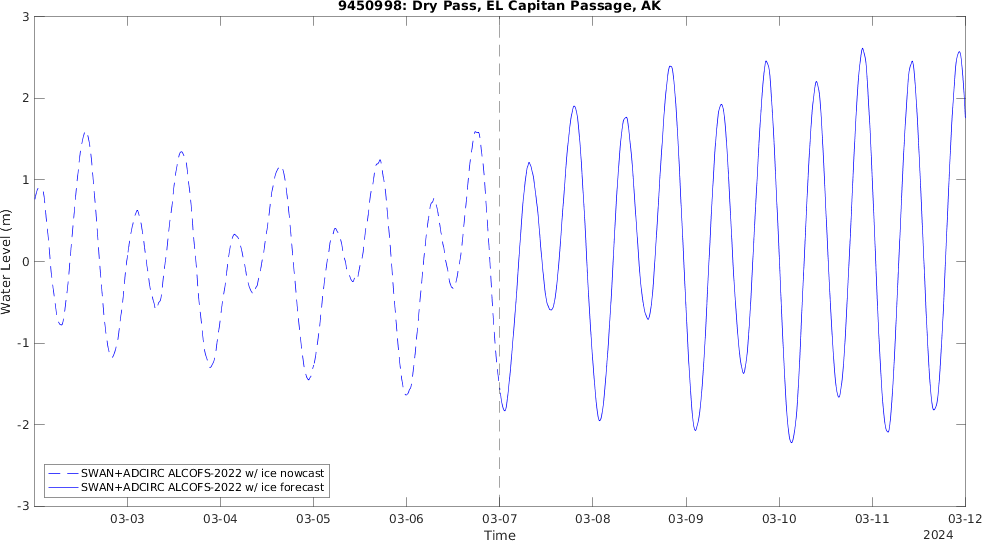 9450998: Dry Pass, EL Capitan Passage, AK
3
2
1
0
-1
-2
-3
Water Level (m)
SWAN+ADCIRC ALCOFS-2022 w/ ice nowcast
SWAN+ADCIRC ALCOFS-2022 w/ ice forecast
03-03 03-04 03-05 03-06 03-07 03-08 03-09 03-10 03-11 03-12
Time
2024